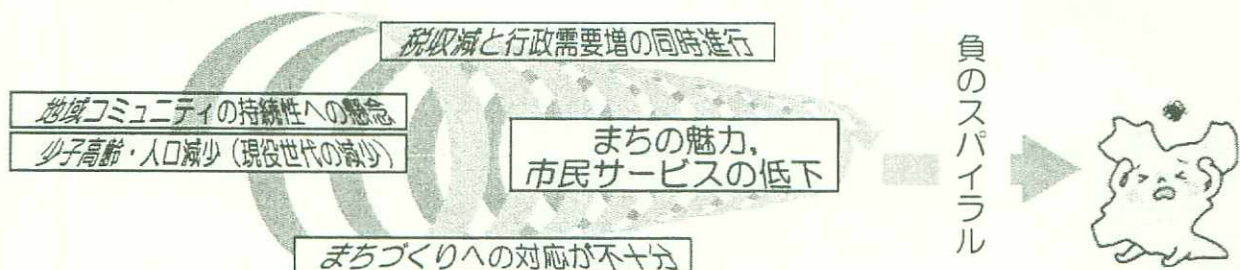 税収減と行政需要増の同時進行
地域コミュニティの持続性への懸念
少子高齢・人口減少（現役世代の減少）
まちの魅力，
市民サービスの低下
まちづくりへの対応が不十分
負のスパイラル